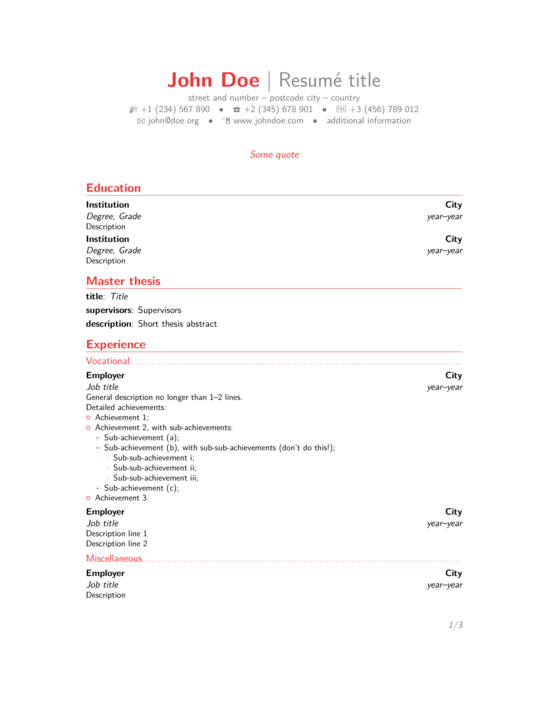 John Doe | Resumé title
street and number – postcode city – country
+1 (234) 567 890 • ☎ +2 (345) 678 901 • +3 (456) 789 012
✉ john@doe.org • www.johndoe.com • additional information
Some quote
Education
Institution City
Degree, Grade year–year
Description
Institution City
Degree, Grade year–year
Description
Master thesis
title: Title
supervisors: Supervisors
description: Short thesis abstract
Experience
Vocational
Employer City
Job title year–year
General description no longer than 1–2 lines.
Detailed achievements:
○ Achievement 1;
○ Achievement 2, with sub-achievements:
- Sub-achievement (a);
- Sub-achievement (b), with sub-sub-achievements (don't do this!);
· Sub-sub-achievement i;
· Sub-sub-achievement ii;
· Sub-sub-achievement iii;
- Sub-achievement (c);
○ Achievement 3.
Employer City
Job title year–year
Description line 1
Description line 2
Miscellaneous
Employer City
Job title year–year
Description
1/3